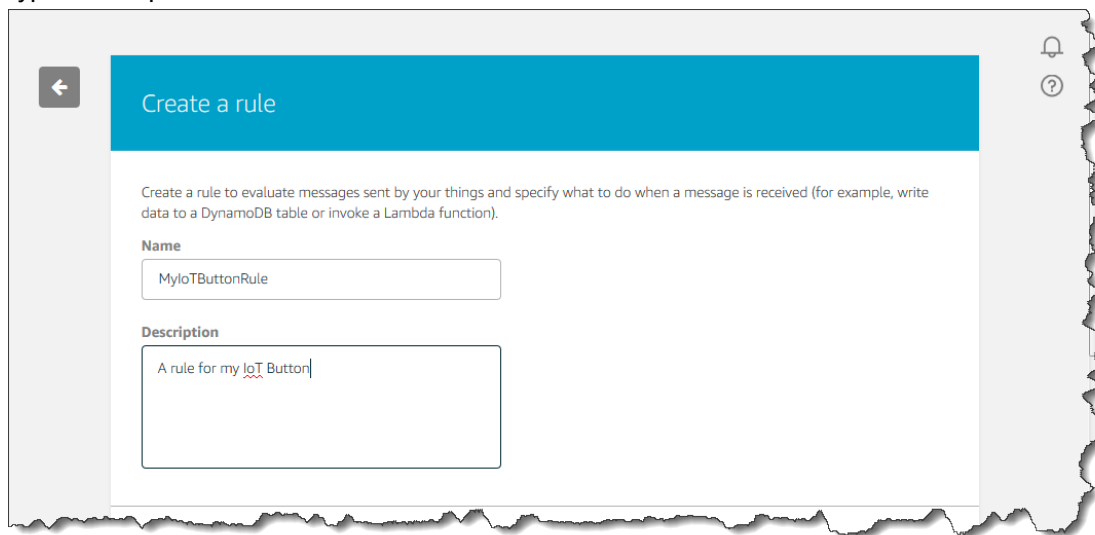 Create a rule
Create a rule to evaluate messages sent by your things and specify what to do when a message is received (for example, write
data to a DynamoDB table or invoke a Lambda function).
Name
MyIoTButtonRule
Description
A rule for my IoT Button